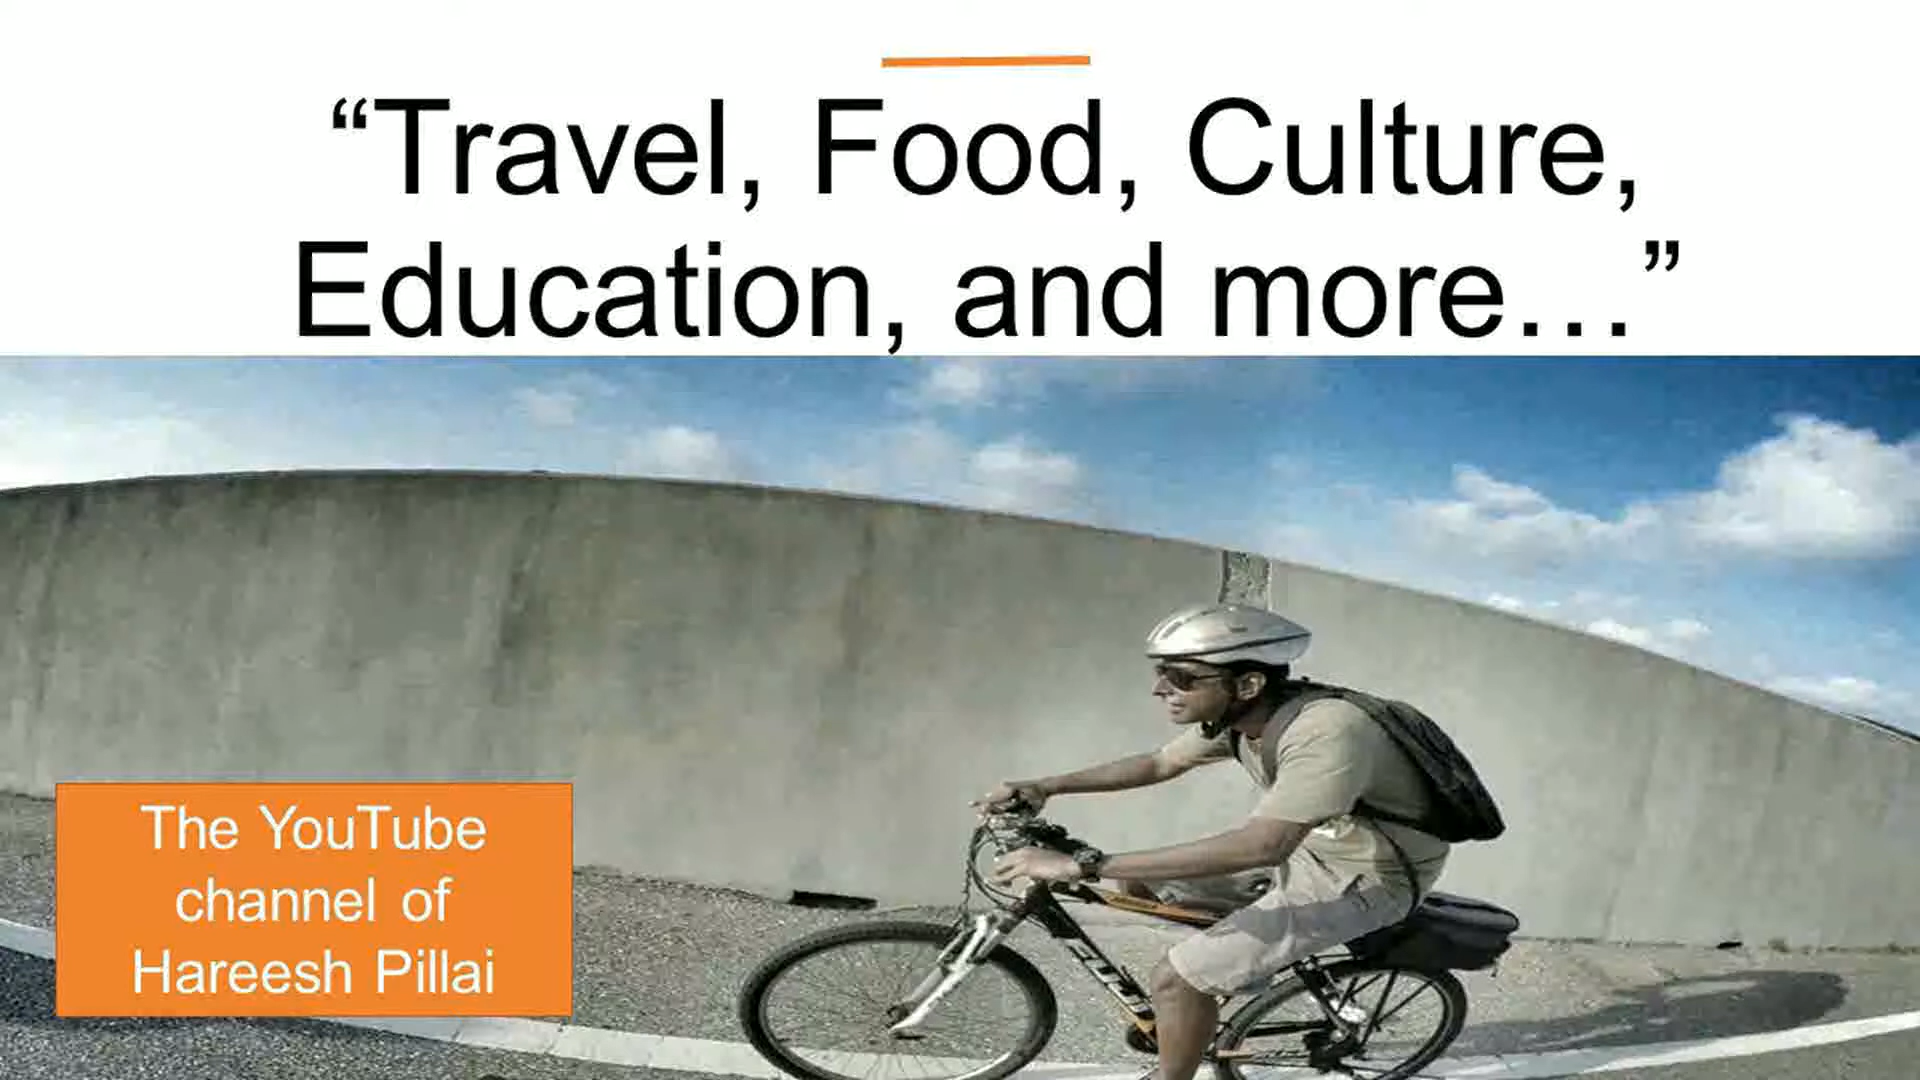 “Travel, Food, Culture,
Education, and more…”
The YouTube
channel of
Hareesh Pillai